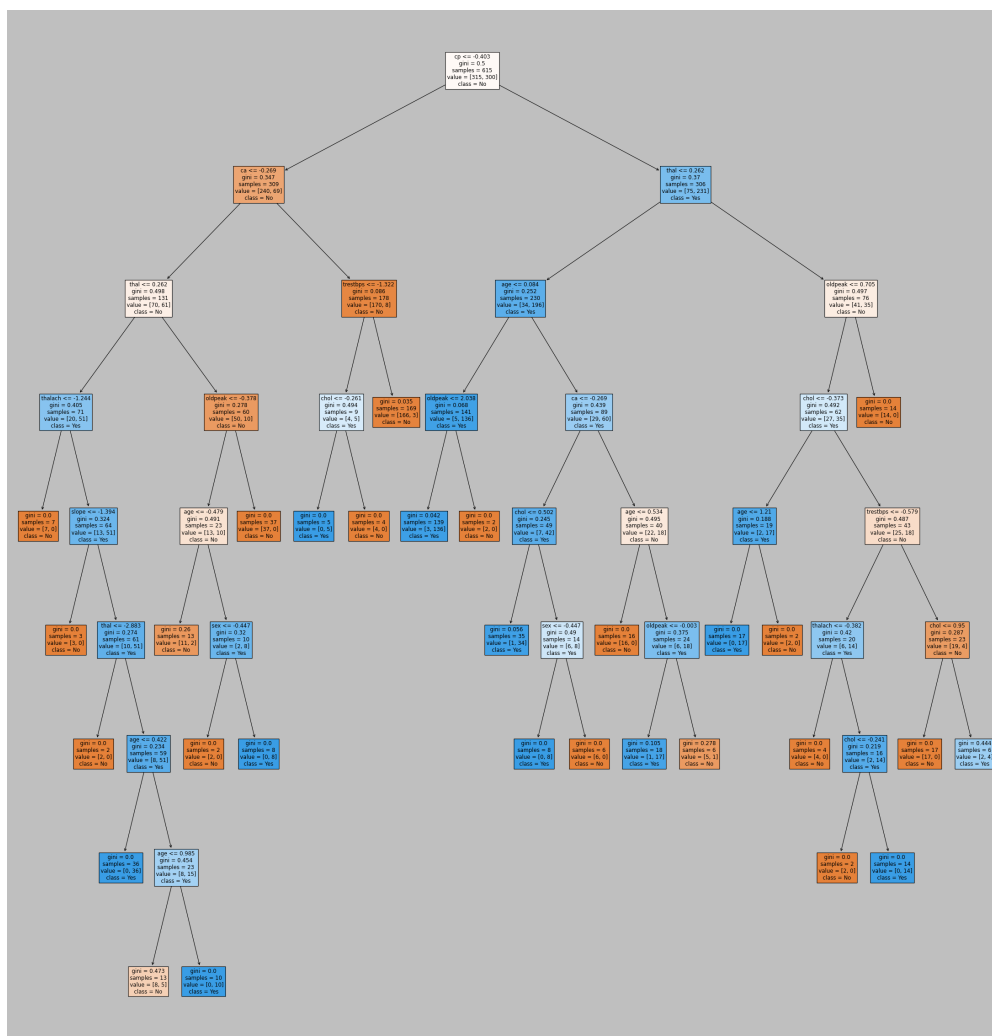 cp <= -0.403
gini = 0.5
samples = 615
value = [315, 300]
class = No
ca <= -0.269
gini = 0.347
samples = 309
value = [240, 69]
class = No
thal <= 0.262
gini = 0.37
samples = 306
value = [75, 231]
class = Yes
thal <= 0.262
gini = 0.498
samples = 131
value = [70, 61]
class = No
trestbps <= -1.322
gini = 0.086
samples = 178
value = [170, 8]
class = No
age <= 0.084
gini = 0.252
samples = 230
value = [34, 196]
class = Yes
oldpeak <= 0.705
gini = 0.497
samples = 76
value = [41, 35]
class = No
thalach <= -1.244
gini = 0.405
samples = 71
value = [20, 51]
class = Yes
oldpeak <= -0.378
gini = 0.278
samples = 60
value = [50, 10]
class = No
chol <= -0.261
gini = 0.494
samples = 9
value = [4, 5]
class = Yes
gini = 0.035
samples = 169
value = [166, 3]
class = No
oldpeak <= 2.038
gini = 0.068
samples = 141
value = [5, 136]
class = Yes
ca <= -0.269
gini = 0.439
samples = 89
value = [29, 60]
class = Yes
chol <= -0.373
gini = 0.492
samples = 62
value = [27, 35]
class = Yes
gini = 0.0
samples = 14
value = [14, 0]
class = No
gini = 0.0
samples = 7
value = [7, 0]
class = No
slope <= -1.394
gini = 0.324
samples = 64
value = [13, 51]
class = Yes
age <= -0.479
gini = 0.491
samples = 23
value = [13, 10]
class = No
gini = 0.0
samples = 37
value = [37, 0]
class = No
gini = 0.0
samples = 5
value = [0, 5]
class = Yes
gini = 0.0
samples = 4
value = [4, 0]
class = No
gini = 0.042
samples = 139
value = [3, 136]
class = Yes
gini = 0.0
samples = 2
value = [2, 0]
class = No
chol <= 0.502
gini = 0.245
samples = 49
value = [7, 42]
class = Yes
age <= 0.534
gini = 0.495
samples = 40
value = [22, 18]
class = No
age <= 1.21
gini = 0.188
samples = 19
value = [2, 17]
class = Yes
trestbps <= -0.579
gini = 0.487
samples = 43
value = [25, 18]
class = No
gini = 0.0
samples = 3
value = [3, 0]
class = No
thal <= -2.883
gini = 0.274
samples = 61
value = [10, 51]
class = Yes
gini = 0.26
samples = 13
value = [11, 2]
class = No
sex <= -0.447
gini = 0.32
samples = 10
value = [2, 8]
class = Yes
gini = 0.056
samples = 35
value = [1, 34]
class = Yes
sex <= -0.447
gini = 0.49
samples = 14
value = [6, 8]
class = Yes
gini = 0.0
samples = 16
value = [16, 0]
class = No
oldpeak <= -0.003
gini = 0.375
samples = 24
value = [6, 18]
class = Yes
gini = 0.0
samples = 17
value = [0, 17]
class = Yes
gini = 0.0
samples = 2
value = [2, 0]
class = No
thalach <= -0.382
gini = 0.42
samples = 20
value = [6, 14]
class = Yes
chol <= 0.95
gini = 0.287
samples = 23
value = [19, 4]
class = No
gini = 0.0
samples = 2
value = [2, 0]
class = No
age <= 0.422
gini = 0.234
samples = 59
value = [8, 51]
class = Yes
gini = 0.0
samples = 2
value = [2, 0]
class = No
gini = 0.0
samples = 8
value = [0, 8]
class = Yes
gini = 0.0
samples = 8
value = [0, 8]
class = Yes
gini = 0.0
samples = 6
value = [6, 0]
class = No
gini = 0.105
samples = 18
value = [1, 17]
class = Yes
gini = 0.278
samples = 6
value = [5, 1]
class = No
gini = 0.0
samples = 4
value = [4, 0]
class = No
chol <= -0.241
gini = 0.219
samples = 16
value = [2, 14]
class = Yes
gini = 0.0
samples = 17
value = [17, 0]
class = No
gini = 0.444
samples = 6
value = [2, 4]
class = Yes
gini = 0.0
samples = 36
value = [0, 36]
class = Yes
age <= 0.985
gini = 0.454
samples = 23
value = [8, 15]
class = Yes
gini = 0.0
samples = 2
value = [2, 0]
class = No
gini = 0.0
samples = 14
value = [0, 14]
class = Yes
gini = 0.473
samples = 13
value = [8, 5]
class = No
gini = 0.0
samples = 10
value = [0, 10]
class = Yes